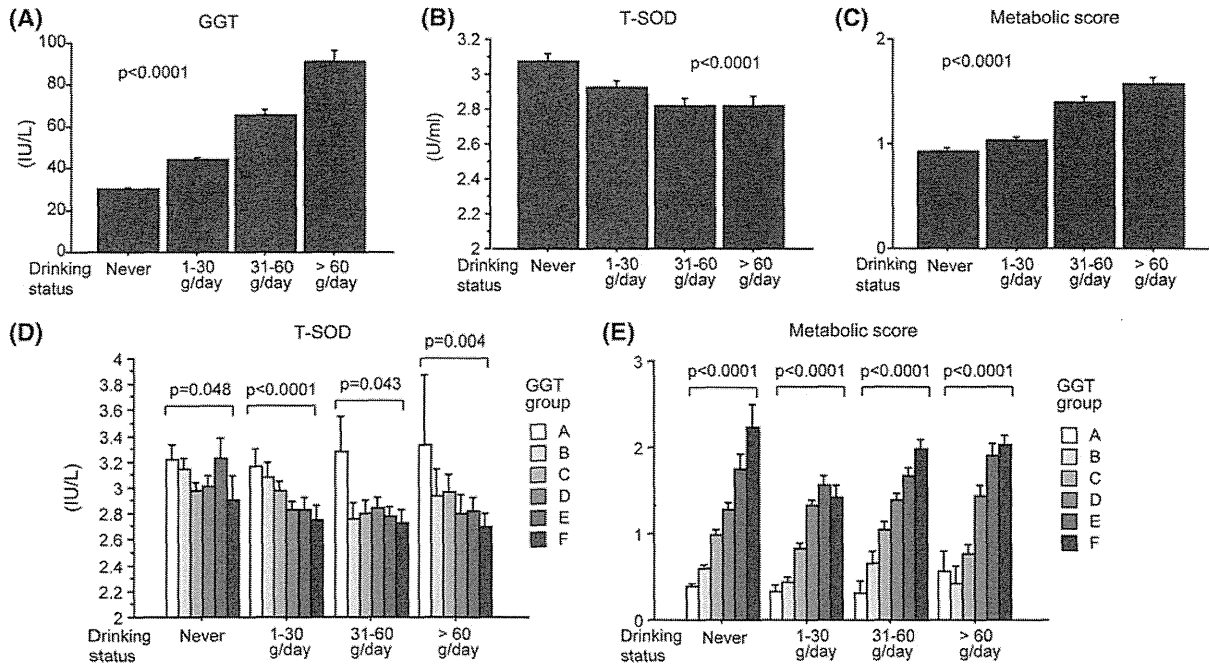 (A)
GGT
100
80
60
40
20
0
(IU/L)
p<0.0001
Drinking status
Never
1-30 g/day
31-60 g/day
> 60 g/day
(B)
T-SOD
3.2
3
2.8
2.6
2.4
2.2
2
(U/ml)
p<0.0001
Never
1-30 g/day
31-60 g/day
> 60 g/day
(C)
Metabolic score
2
1
0
p<0.0001
Drinking status
Never
1-30 g/day
31-60 g/day
> 60 g/day
(D)
T-SOD
4
3.8
3.6
3.4
3.2
3
2.8
2.6
2.4
2.2
2
(IU/L)
p=0.048
p<0.0001
p=0.043
p=0.004
GGT group
A
B
C
D
E
F
Drinking status
Never
1-30 g/day
31-60 g/day
> 60 g/day
(E)
Metabolic score
3
2
1
0
p<0.0001
p<0.0001
p<0.0001
p<0.0001
GGT group
A
B
C
D
E
F
Drinking status
Never
1-30 g/day
31-60 g/day
> 60 g/day